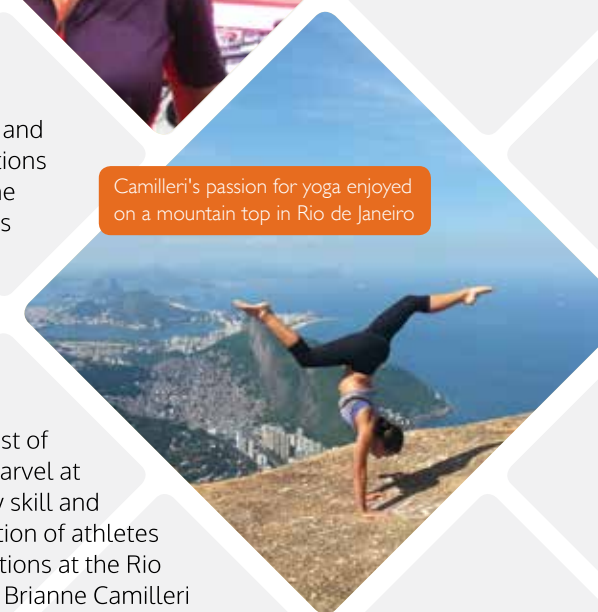 and
tions
s
Camilleri's passion for yoga enjoyed
on a mountain top in Rio de Janeiro
st of
arvel at
skill and
tion of athletes
tions at the Rio
Brianne Camilleri